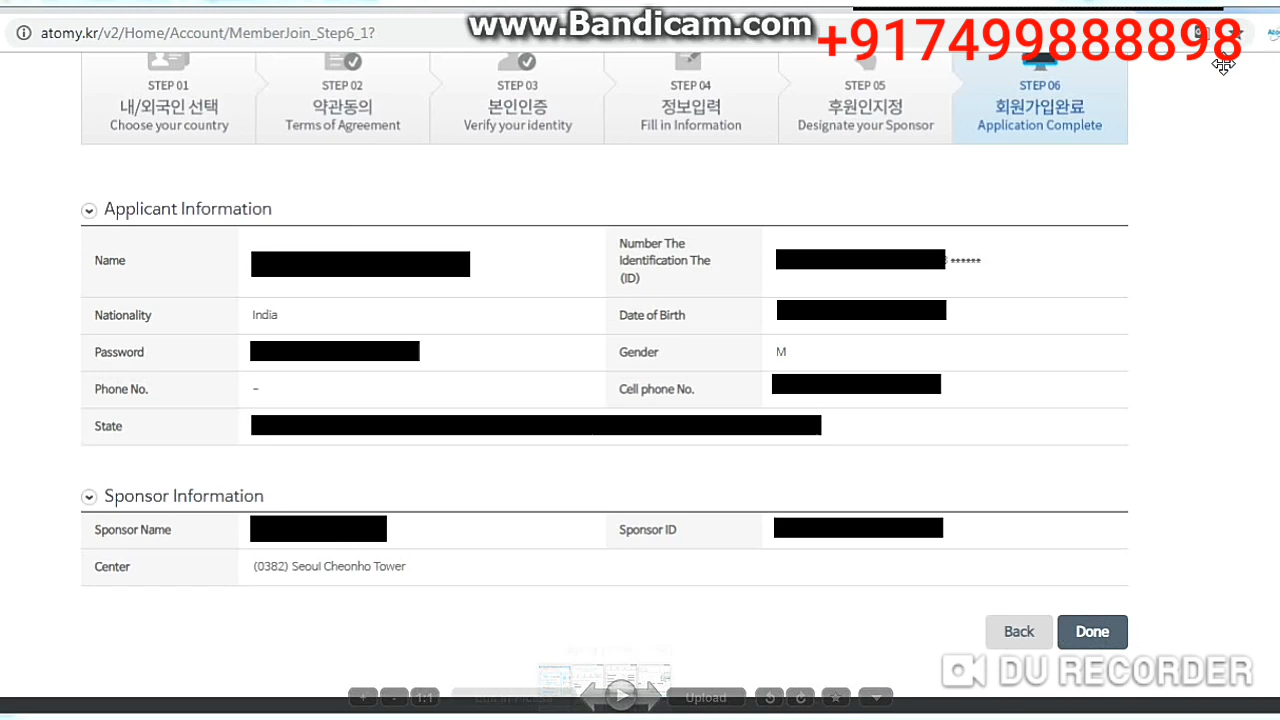 www.Bandicam.com
+917499888898
atomy.kr/v2/Home/Account/MemberJoin_Step6_1?
STEP 01
내/외국인 선택
Choose your country
STEP 02
약관동의
Terms of Agreement
STEP 03
본인인증
Verify your identity
STEP 04
정보입력
Fill in Information
STEP 05
후원인지정
Designate your Sponsor
STEP 06
회원가입완료
Application Complete
Applicant Information
Name
Number The
Identification The
(ID)
******
Nationality
India
Date of Birth
Password
Gender
M
Phone No.
–
Cell phone No.
State
Sponsor Information
Sponsor Name
Sponsor ID
Center
(0382) Seoul Cheonho Tower
Back
Done
DU RECORDER
+
-
1:1
Upload